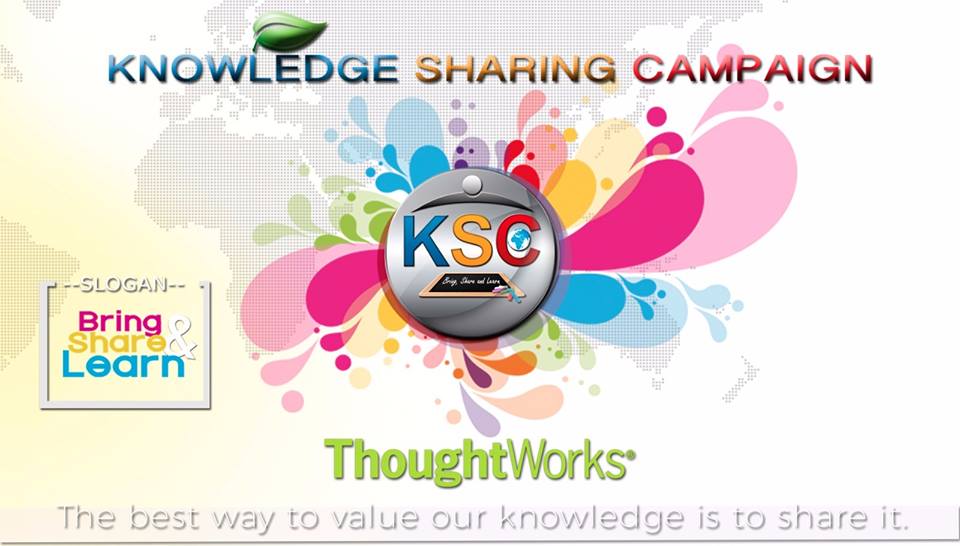 KNOWLEDGE SHARING CAMPAIGN
KSC
Bring, Share and Learn
--SLOGAN--
Bring
Share &
Learn
ThoughtWorks®
The best way to value our knowledge is to share it.